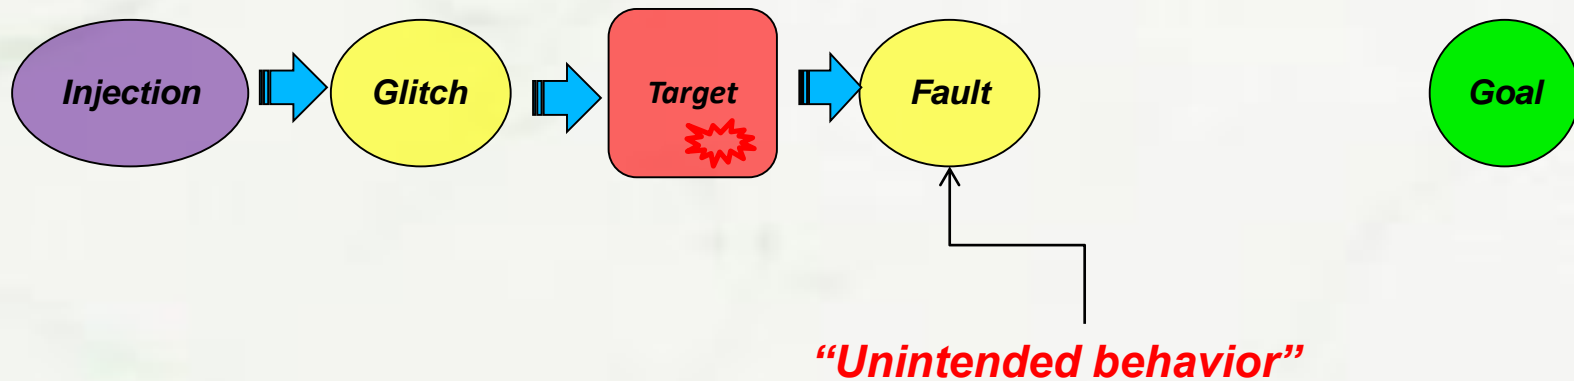 Injection
Glitch
Target
Fault
Goal
“Unintended behavior”